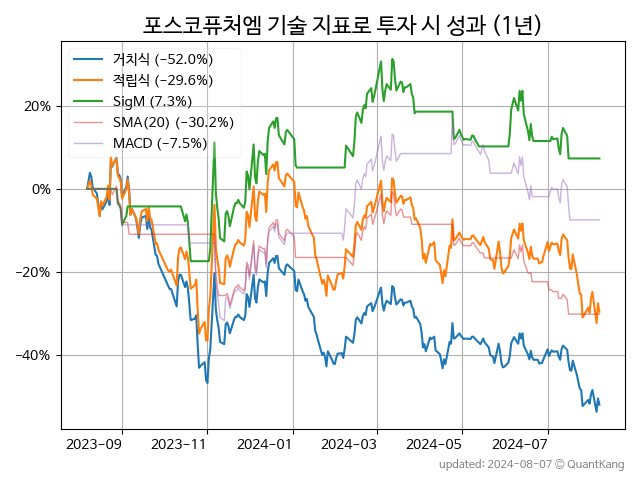 포스코퓨처엠 기술 지표로 투자 시 성과 (1년)
거치식 (−52.0%)
적립식 (−29.6%)
SigM (7.3%)
SMA(20) (−30.2%)
MACD (−7.5%)
20%
0%
−20%
−40%
2023-09 2023-11 2024-01 2024-03 2024-05 2024-07
updated: 2024-08-07 © QuantKang